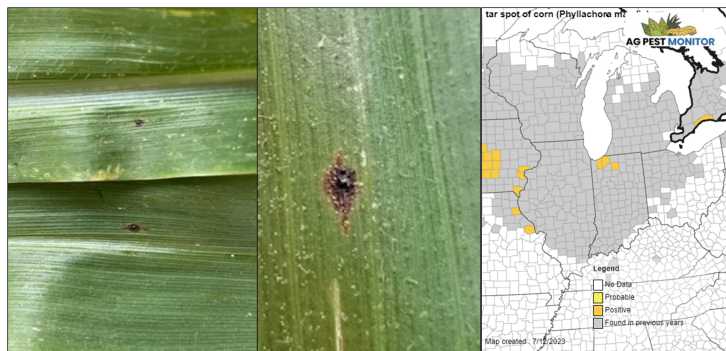 tar spot of corn (Phyllachora m
AG PEST MONITOR
Legend
No Data
Probable
Positive
Found in previous years
Map created : 7/12/2023